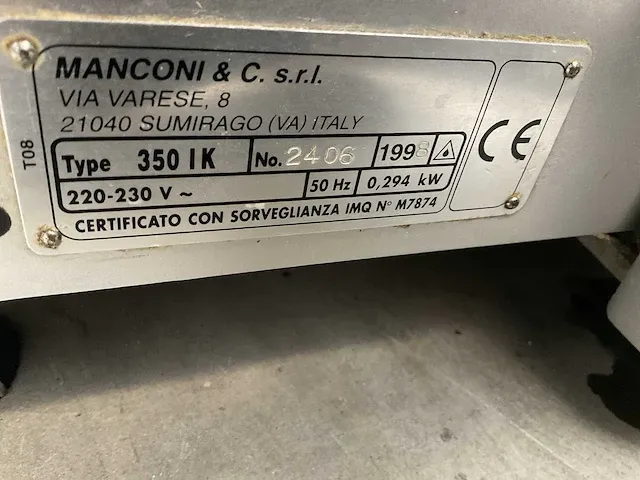 MANCONI & C. s.r.l.
VIA VARESE, 8
21040 SUMIRAGO (VA) ITALY
T08
Type 350 IK No. 2406 1998
220-230 V ~ 50 Hz 0,294 kW
CERTIFICATO CON SORVEGLIANZA IMQ N° M7874
CE